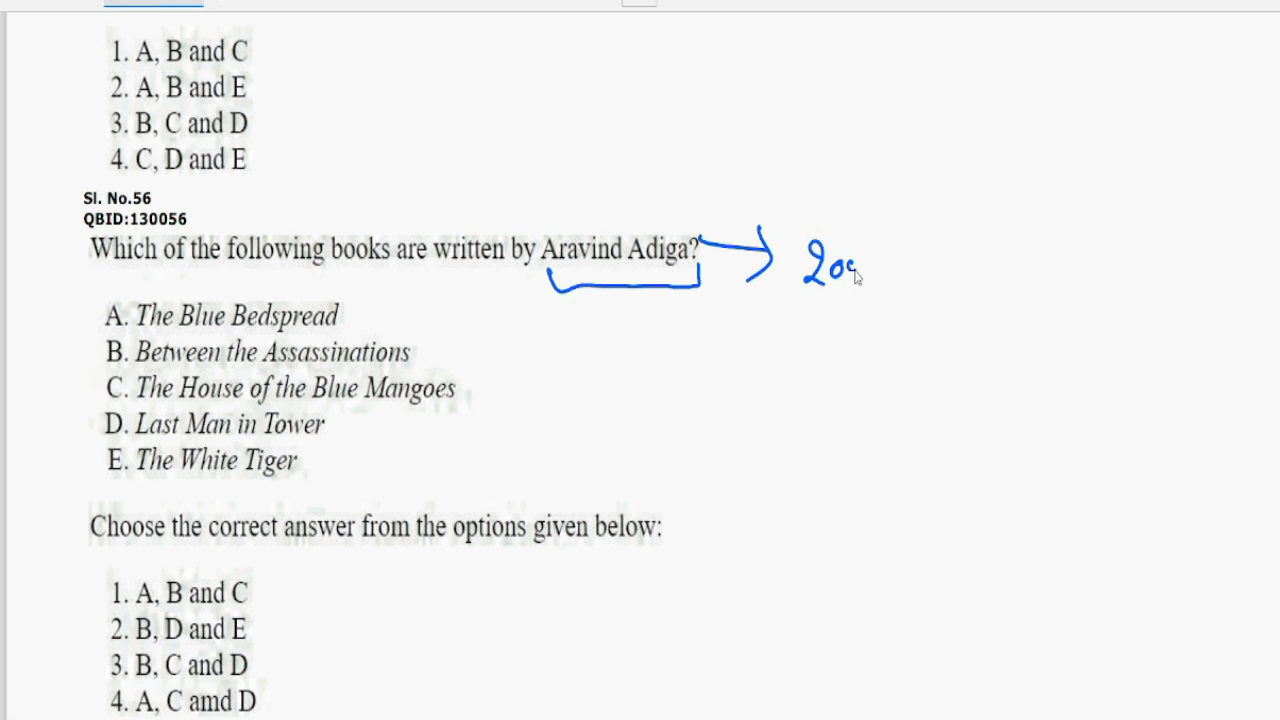 1. A, B and C
2. A, B and E
3. B, C and D
4. C, D and E
Sl. No.56
QBID:130056
Which of the following books are written by Aravind Adiga?
A. The Blue Bedspread
B. Between the Assassinations
C. The House of the Blue Mangoes
D. Last Man in Tower
E. The White Tiger
Choose the correct answer from the options given below:
1. A, B and C
2. B, D and E
3. B, C and D
4. A, C amd D